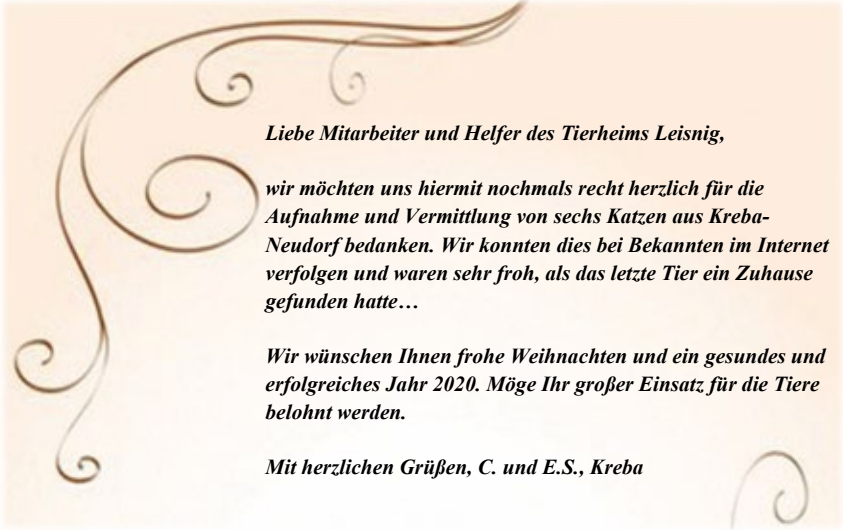 Liebe Mitarbeiter und Helfer des Tierheims Leisnig,
wir möchten uns hiermit nochmals recht herzlich für die
Aufnahme und Vermittlung von sechs Katzen aus Kreba-
Neudorf bedanken. Wir konnten dies bei Bekannten im Internet
verfolgen und waren sehr froh, als das letzte Tier ein Zuhause
gefunden hatte…
Wir wünschen Ihnen frohe Weihnachten und ein gesundes und
erfolgreiches Jahr 2020. Möge Ihr großer Einsatz für die Tiere
belohnt werden.
Mit herzlichen Grüßen, C. und E.S., Kreba